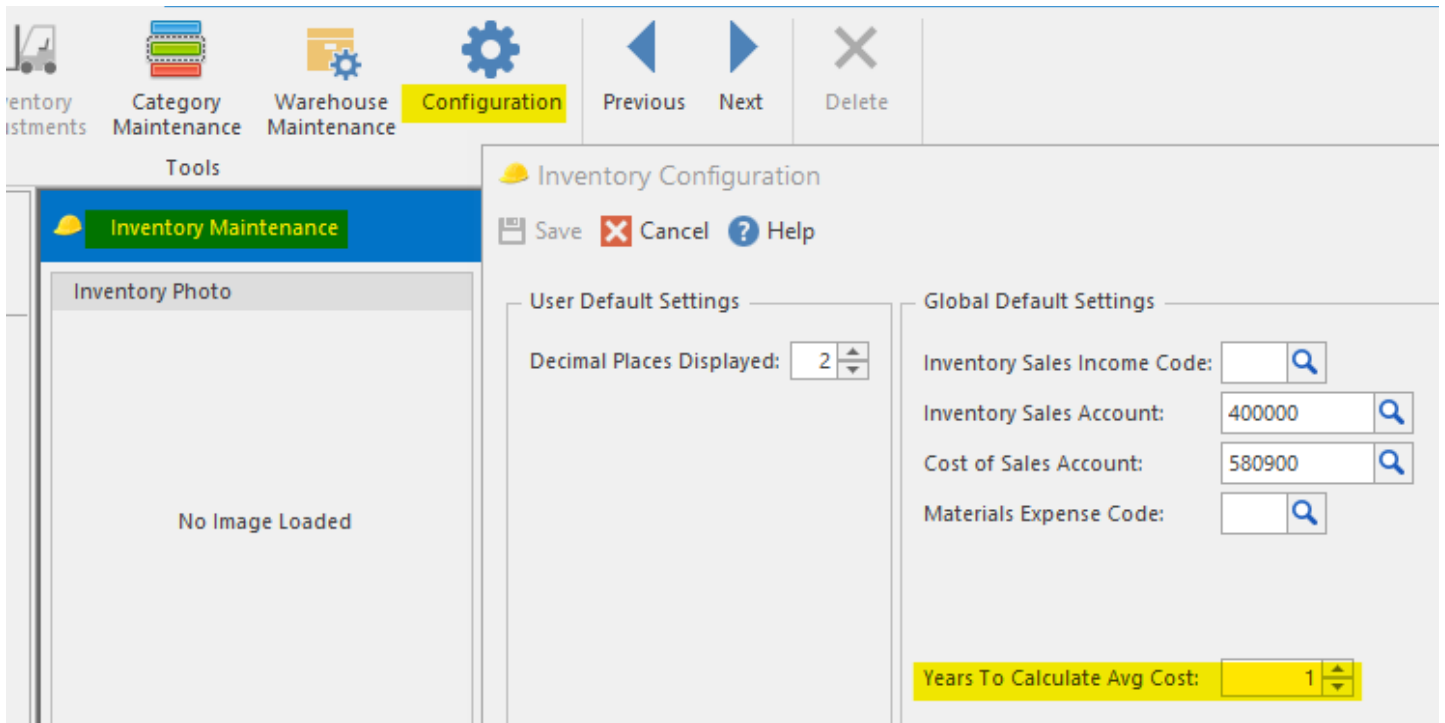 entory Category Warehouse Configuration Previous Next Delete
ustments Maintenance Maintenance
Tools
Inventory Configuration
Inventory Maintenance
Save Cancel ? Help
Inventory Photo
User Default Settings
Global Default Settings
Decimal Places Displayed: 2
Inventory Sales Income Code:
Inventory Sales Account: 400000
Cost of Sales Account: 580900
No Image Loaded
Materials Expense Code:
Years To Calculate Avg Cost: 1